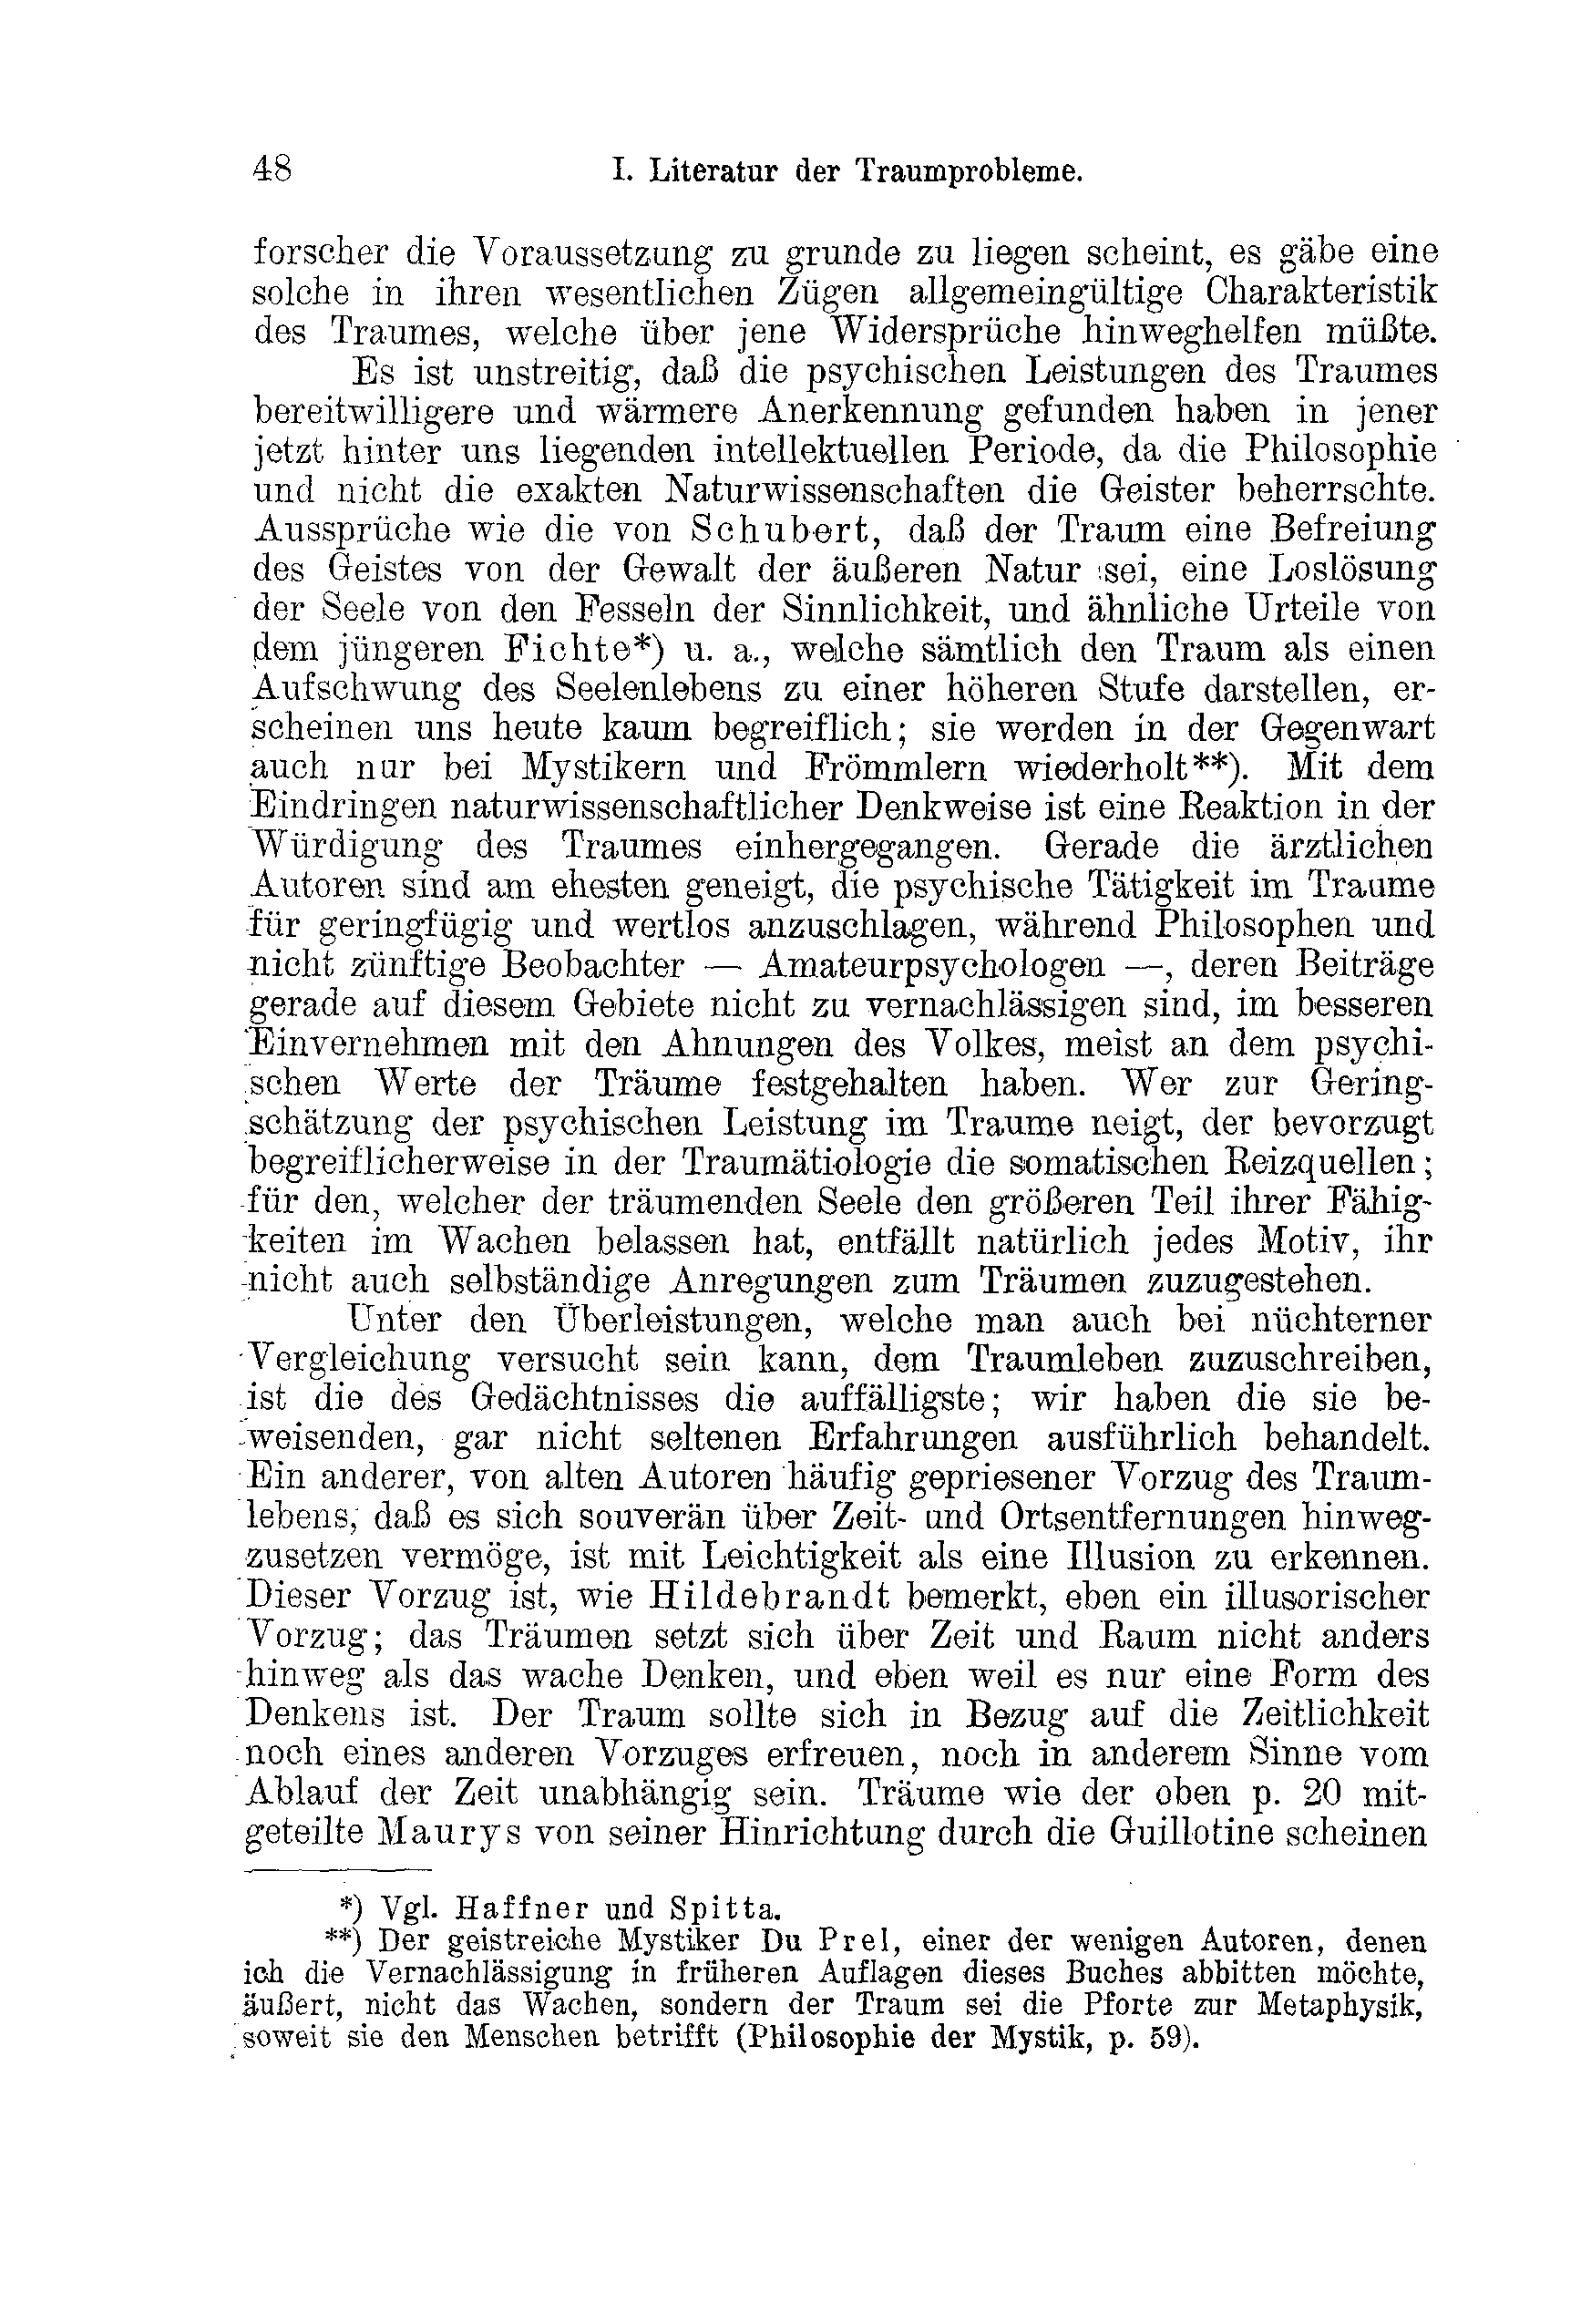 48 I. Literatur der Traumprobleme.
forscher die Voraussetzung zu grunde zu liegen scheint, es gäbe eine
solche in ihren wesentlichen Zügen allgemeingültige Charakteristik
des Traumes, welche über jene Widersprüche hinweghelfen müßte.
Es ist unstreitig, daß die psychischen Leistungen des Traumes
bereitwilligere und wärmere Anerkennung gefunden haben in jener
jetzt hinter uns liegenden intellektuellen Periode, da die Philosophie
und nicht die exakten Naturwissenschaften die Geister beherrschte.
Aussprüche wie die von Schubert, daß der Traum eine Befreiung
des Geistes von der Gewalt der äußeren Natur sei, eine Loslösung
der Seele von den Fesseln der Sinnlichkeit, und ähnliche Urteile von
dem jüngeren Fichte*) u. a., welche sämtlich den Traum als einen
Aufschwung des Seelenlebens zu einer höheren Stufe darstellen, er-
scheinen uns heute kaum begreiflich; sie werden in der Gegenwart
auch nur bei Mystikern und Frömmlern wiederholt**). Mit dem
Eindringen naturwissenschaftlicher Denkweise ist eine Reaktion in der
Würdigung des Traumes einhergegangen. Gerade die ärztlichen
Autoren sind am ehesten geneigt, die psychische Tätigkeit im Traume
für geringfügig und wertlos anzuschlagen, während Philosophen und
nicht zünftige Beobachter — Amateurpsychologen —, deren Beiträge
gerade auf diesem Gebiete nicht zu vernachlässigen sind, im besseren
Einvernehmen mit den Ahnungen des Volkes, meist an dem psychi-
schen Werte der Träume festgehalten haben. Wer zur Gering-
schätzung der psychischen Leistung im Traume neigt, der bevorzugt
begreiflicherweise in der Traumätiologie die somatischen Reizquellen;
für den, welcher der träumenden Seele den größeren Teil ihrer Fähig-
keiten im Wachen belassen hat, entfällt natürlich jedes Motiv, ihr
nicht auch selbständige Anregungen zum Träumen zuzugestehen.
Unter den Überleistungen, welche man auch bei nüchterner
Vergleichung versucht sein kann, dem Traumleben zuzuschreiben,
ist die des Gedächtnisses die auffälligste; wir haben die sie be-
weisenden, gar nicht seltenen Erfahrungen ausführlich behandelt.
Ein anderer, von alten Autoren häufig gepriesener Vorzug des Traum-
lebens, daß es sich souverän über Zeit- und Ortsentfernungen hinweg-
zusetzen vermöge, ist mit Leichtigkeit als eine Illusion zu erkennen.
Dieser Vorzug ist, wie Hildebrandt bemerkt, eben ein illusorischer
Vorzug; das Träumen setzt sich über Zeit und Raum nicht anders
hinweg als das wache Denken, und eben weil es nur eine Form des
Denkens ist. Der Traum sollte sich in Bezug auf die Zeitlichkeit
noch eines anderen Vorzuges erfreuen, noch in anderem Sinne vom
Ablauf der Zeit unabhängig sein. Träume wie der oben p. 20 mit-
geteilte Maurys von seiner Hinrichtung durch die Guillotine scheinen
*) Vgl. Haffner und Spitta.
**) Der geistreiche Mystiker Du Prel, einer der wenigen Autoren, denen
ich die Vernachlässigung in früheren Auflagen dieses Buches abbitten möchte,
äußert, nicht das Wachen, sondern der Traum sei die Pforte zur Metaphysik,
soweit sie den Menschen betrifft (Philosophie der Mystik, p. 59).